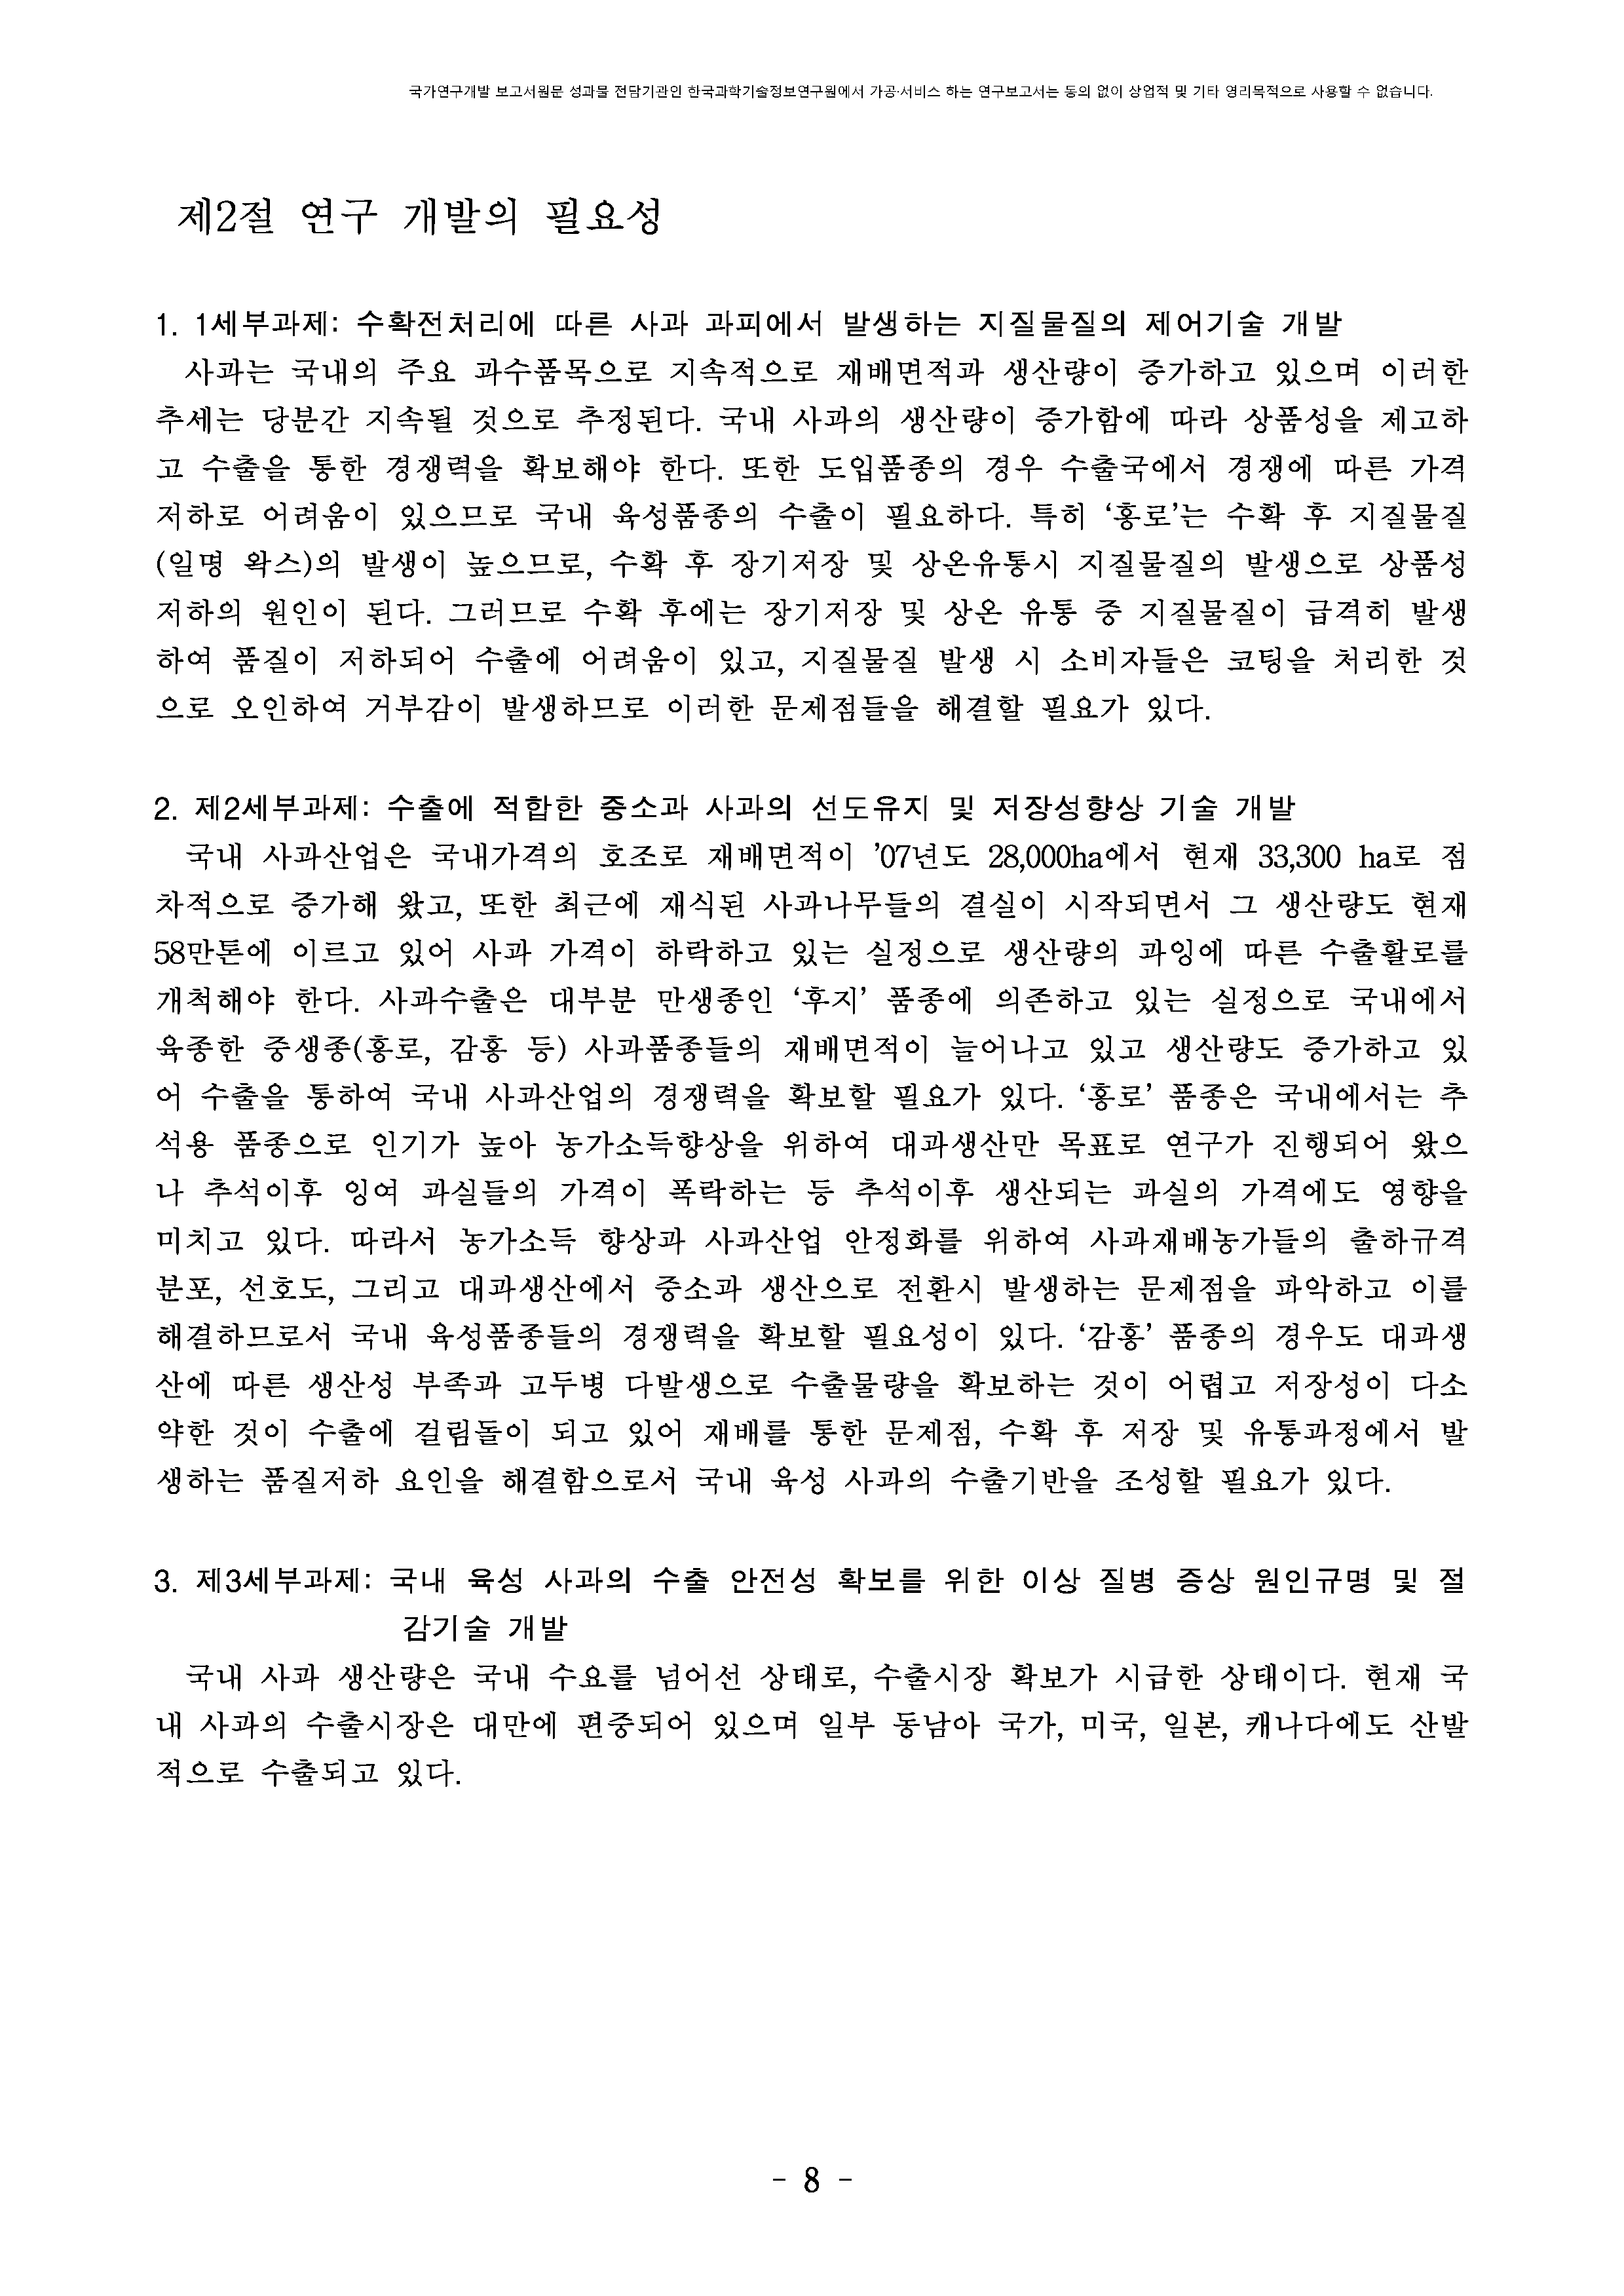 국가연구개발 보고서원문 성과물 전담기관인 한국과학기술정보연구원에서 가공·서비스 하는 연구보고서는 동의 없이 상업적 및 기타 영리목적으로 사용할 수 없습니다.
제2절 연구 개발의 필요성
1. 1세부과제: 수확전처리에 따른 사과 과피에서 발생하는 지질물질의 제어기술 개발
사과는 국내의 주요 과수품목으로 지속적으로 재배면적과 생산량이 증가하고 있으며 이러한
추세는 당분간 지속될 것으로 추정된다. 국내 사과의 생산량이 증가함에 따라 상품성을 제고하
고 수출을 통한 경쟁력을 확보해야 한다. 또한 도입품종의 경우 수출국에서 경쟁에 따른 가격
저하로 어려움이 있으므로 국내 육성품종의 수출이 필요하다. 특히 ‘홍로’는 수확 후 지질물질
(일명 왁스)의 발생이 높으므로, 수확 후 장기저장 및 상온유통시 지질물질의 발생으로 상품성
저하의 원인이 된다. 그러므로 수확 후에는 장기저장 및 상온 유통 중 지질물질이 급격히 발생
하여 품질이 저하되어 수출에 어려움이 있고, 지질물질 발생 시 소비자들은 코팅을 처리한 것
으로 오인하여 거부감이 발생하므로 이러한 문제점들을 해결할 필요가 있다.
2. 제2세부과제: 수출에 적합한 중소과 사과의 선도유지 및 저장성향상 기술 개발
국내 사과산업은 국내가격의 호조로 재배면적이 ’07년도 28,000ha에서 현재 33,300 ha로 점
차적으로 증가해 왔고, 또한 최근에 재식된 사과나무들의 결실이 시작되면서 그 생산량도 현재
58만톤에 이르고 있어 사과 가격이 하락하고 있는 실정으로 생산량의 과잉에 따른 수출활로를
개척해야 한다. 사과수출은 대부분 만생종인 ‘후지’ 품종에 의존하고 있는 실정으로 국내에서
육종한 중생종(홍로, 감홍 등) 사과품종들의 재배면적이 늘어나고 있고 생산량도 증가하고 있
어 수출을 통하여 국내 사과산업의 경쟁력을 확보할 필요가 있다. ‘홍로’ 품종은 국내에서는 추
석용 품종으로 인기가 높아 농가소득향상을 위하여 대과생산만 목표로 연구가 진행되어 왔으
나 추석이후 잉여 과실들의 가격이 폭락하는 등 추석이후 생산되는 과실의 가격에도 영향을
미치고 있다. 따라서 농가소득 향상과 사과산업 안정화를 위하여 사과재배농가들의 출하규격
분포, 선호도, 그리고 대과생산에서 중소과 생산으로 전환시 발생하는 문제점을 파악하고 이를
해결하므로서 국내 육성품종들의 경쟁력을 확보할 필요성이 있다. ‘감홍’ 품종의 경우도 대과생
산에 따른 생산성 부족과 고두병 다발생으로 수출물량을 확보하는 것이 어렵고 저장성이 다소
약한 것이 수출에 걸림돌이 되고 있어 재배를 통한 문제점, 수확 후 저장 및 유통과정에서 발
생하는 품질저하 요인을 해결함으로서 국내 육성 사과의 수출기반을 조성할 필요가 있다.
3. 제3세부과제: 국내 육성 사과의 수출 안전성 확보를 위한 이상 질병 증상 원인규명 및 절
감기술 개발
국내 사과 생산량은 국내 수요를 넘어선 상태로, 수출시장 확보가 시급한 상태이다. 현재 국
내 사과의 수출시장은 대만에 편중되어 있으며 일부 동남아 국가, 미국, 일본, 캐나다에도 산발
적으로 수출되고 있다.
- 8 -